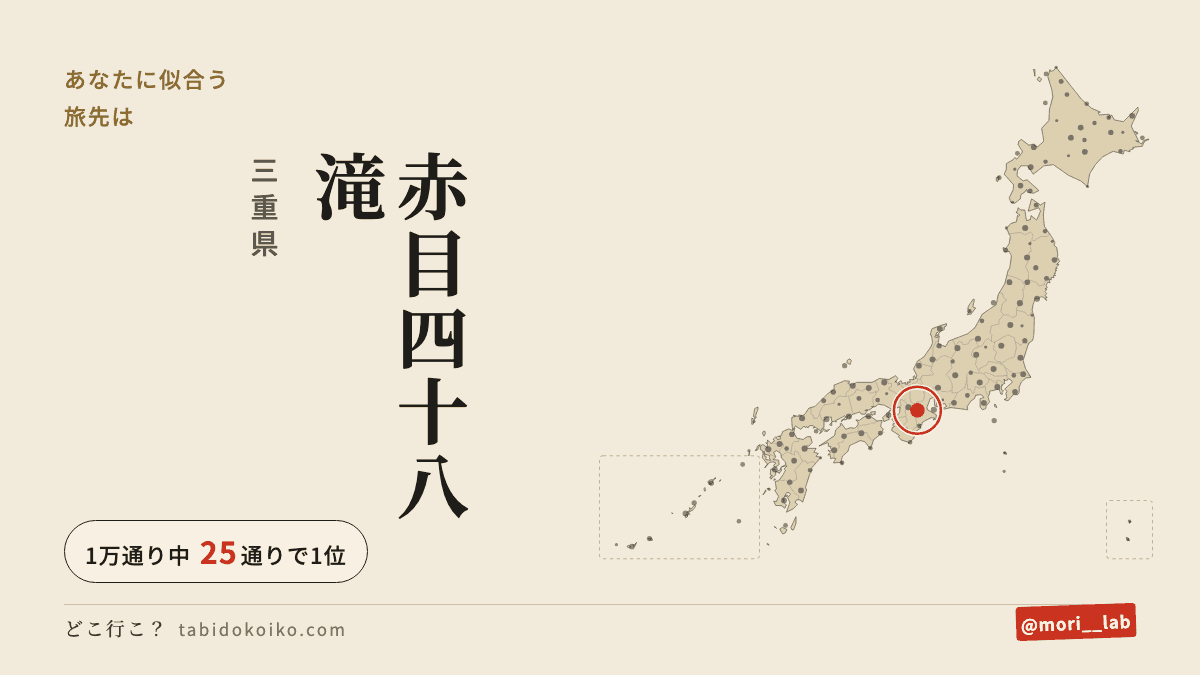 あなたに似合う
旅先は
赤目四十八
滝
三重県
1万通り中 25通りで1位
どこ行こ？ tabidokoiko.com
@mori__lab